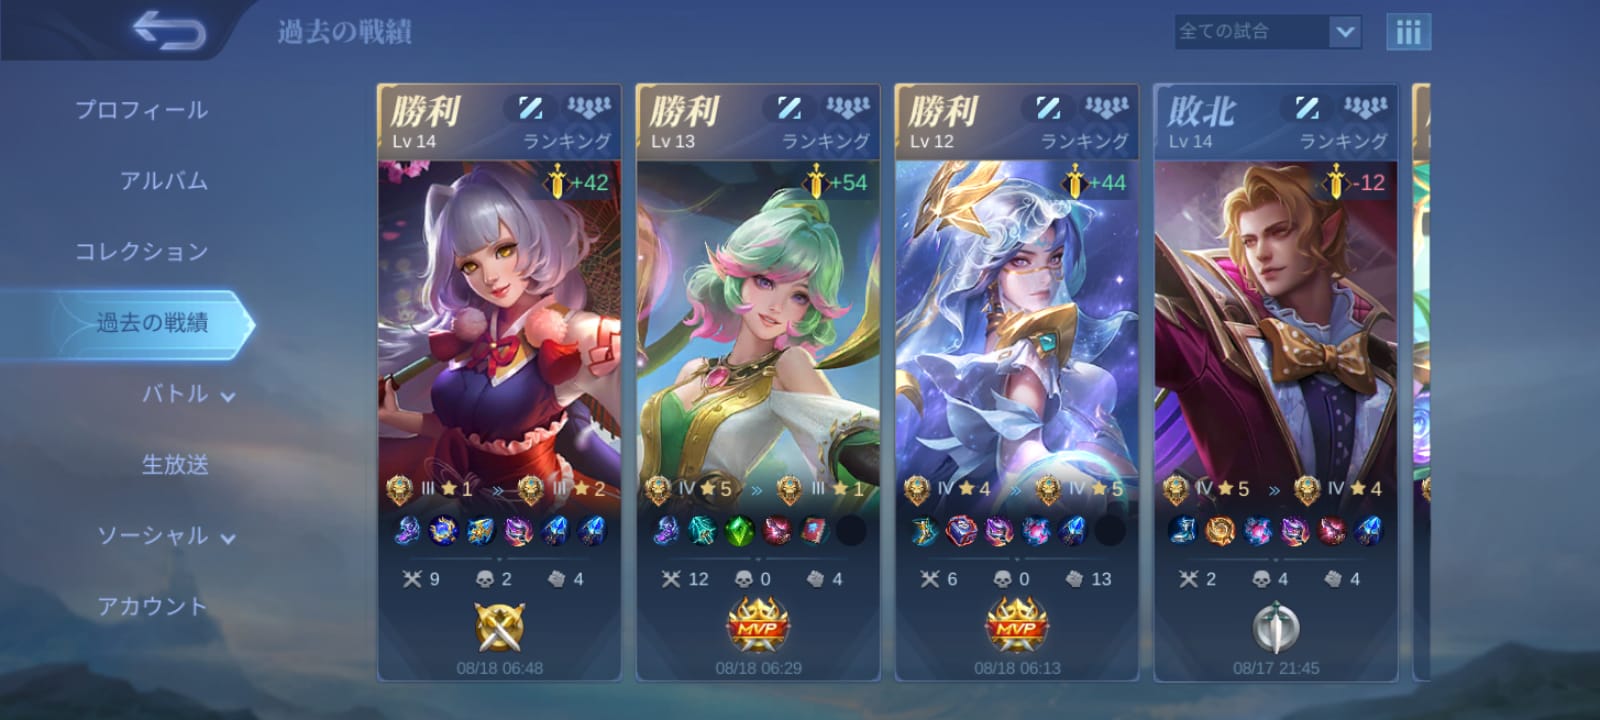 過去の戦績
全ての試合
プロフィール
アルバム
コレクション
過去の戦績
バトル
生放送
ソーシャル
アカウント
勝利
Lv 14
ランキング
+42
III ★ 1 » III ★ 2
9 2 4
08/18 06:48
勝利
Lv 13
ランキング
+54
IV ★ 5 » III ★ 1
12 0 4
MVP
08/18 06:29
勝利
Lv 12
ランキング
+44
IV ★ 4 » IV ★ 5
6 0 13
MVP
08/18 06:13
敗北
Lv 14
ランキング
-12
IV ★ 5 » IV ★ 4
2 4 4
08/17 21:45